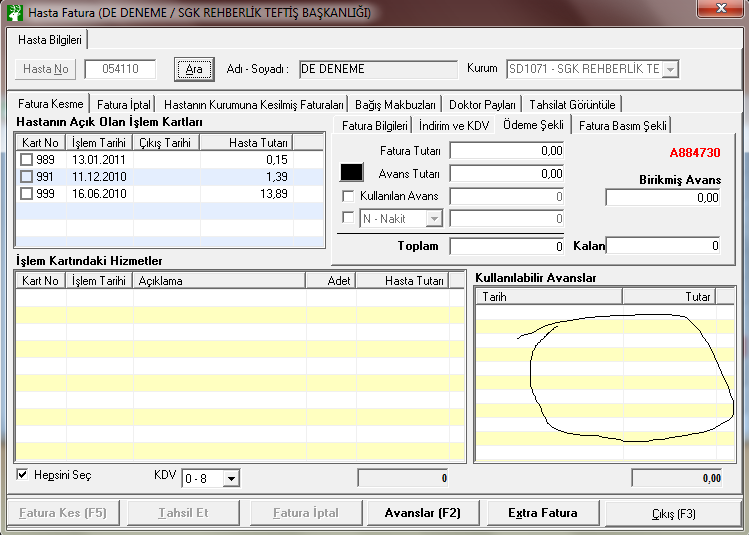 Hasta Fatura (DE DENEME / SGK REHBERLİK TEFTİŞ BAŞKANLIĞI)
Hasta Bilgileri
Hasta No 054110 Ara Adı - Soyadı : DE DENEME Kurum SD1071 - SGK REHBERLİK TE
Fatura Kesme Fatura İptal Hastanın Kurumuna Kesilmiş Faturaları Bağış Makbuzları Doktor Payları Tahsilat Görüntüle
Hastanın Açık Olan İşlem Kartları
Kart No İşlem Tarihi Çıkış Tarihi Hasta Tutarı
989 13.01.2011 0,15
991 11.12.2010 1,39
999 16.06.2010 13,89
Fatura Bilgileri İndirim ve KDV Ödeme Şekli Fatura Basım Şekli
Fatura Tutarı 0,00 A884730
Avans Tutarı 0,00 Birikmiş Avans
Kullanılan Avans 0 0,00
N - Nakit 0
Toplam 0 Kalan 0
İşlem Kartındaki Hizmetler
Kart No İşlem Tarihi Açıklama Adet Hasta Tutarı
Kullanılabilir Avanslar
Tarih Tutar
Hepsini Seç KDV 0 - 8 0 0,00
Fatura Kes (F5) Tahsil Et Fatura İptal Avanslar (F2) Extra Fatura Çıkış (F3)